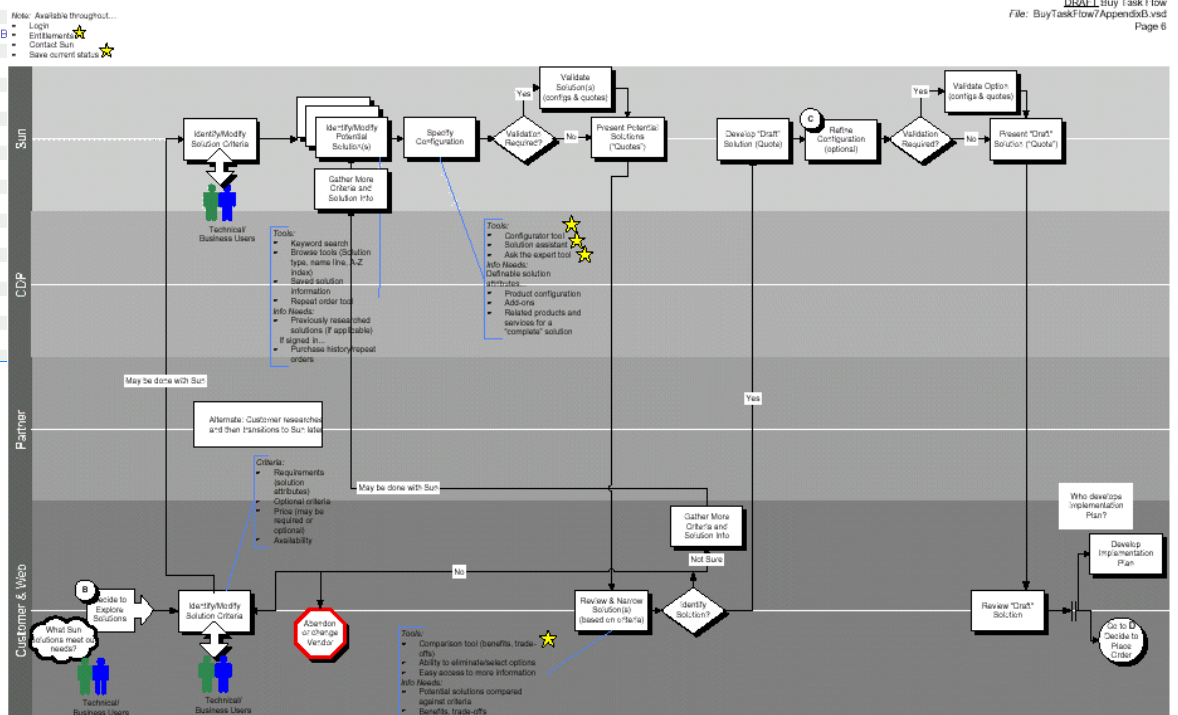 DRAFT Buy Task Flow
File: BuyTaskFlow7AppendixB.vsd
Page 6
Note: Available throughout...
Login
Entitlements
Contact Sun
Save current status
B
Sun
CDP
Partner
Customer & Web
Identify/Modify
Solution Criteria
Technical/
Business Users
Identify/Modify
Potential
Solution(s)
Gather More
Criteria and
Solution Info
Specify
Configuration
Validation
Required?
Yes
No
Validate
Solution(s)
(configs & quotes)
Present Potential
Solutions
("Quotes")
Develop "Draft"
Solution (Quote)
C
Refine
Configuration
(optional)
Validation
Required?
Yes
No
Validate Option
(configs & quotes)
Present "Draft"
Solution ("Quote")
Tools:
Keyword search
Browse tools (Solution
type, name line, A-Z
index)
Saved solution
information
Repeat order tool
Info Needs:
Previously researched
solutions (if applicable)
If signed in...
Purchase history/repeat
orders
Tools:
Configurator tool
Solution assistant
Ask the expert tool
Info Needs:
Definable solution
attributes...
Product configuration
Add-ons
Related products and
services for a
"complete" solution
May be done with Sun
Alternate: Customer researches
and then transitions to Sun later
Yes
Criteria:
Requirements
(solution
attributes)
Optional criteria
Price (may be
required or
optional)
Availability
May be done with Sun
Gather More
Criteria and
Solution Info
Not Sure
No
Who develops
Implementation
Plan?
Develop
Implementation
Plan
B
Decide to
Explore
Solutions
What Sun
solutions meet our
needs?
Technical/
Business Users
Identify/Modify
Solution Criteria
Technical/
Business Users
Abandon
or change
Vendor
Review & Narrow
Solution(s)
(based on criteria)
Identify
Solution?
Review "Draft"
Solution
Go to D
Decide to
Place
Order
Tools:
Comparison tool (benefits, trade-
offs)
Ability to eliminate/select options
Easy access to more information
Info Needs:
Potential solutions compared
against criteria
Benefits, trade-offs